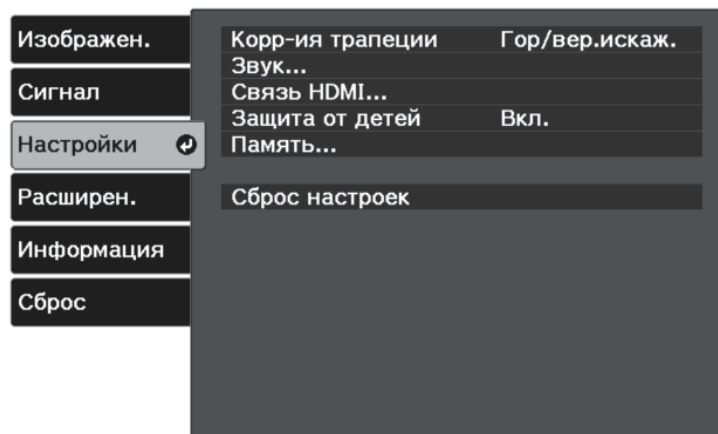 Изображен.
Сигнал
Настройки
Расширен.
Информация
Сброс
Корр-ия трапеции Гор/вер.искаж.
Звук...
Связь HDMI...
Защита от детей Вкл.
Память...
Сброс настроек